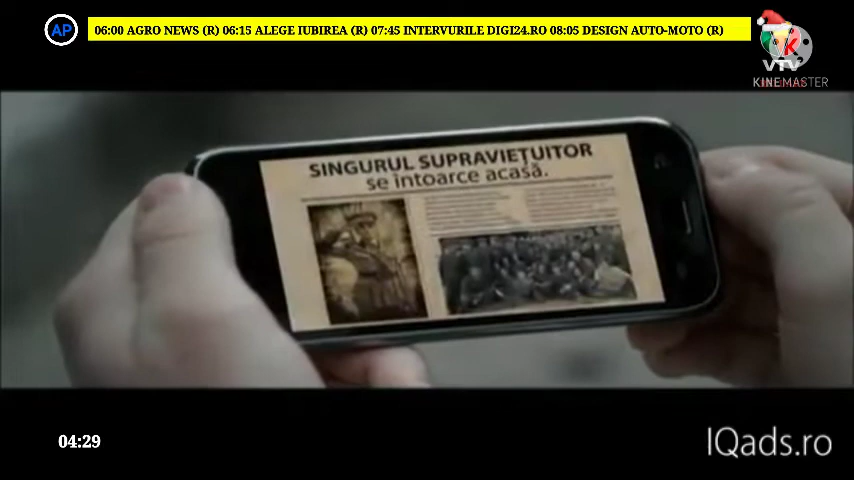 AP
06:00 AGRO NEWS (R) 06:15 ALEGE IUBIREA (R) 07:45 INTERVURILE DIGI24.RO 08:05 DESIGN AUTO-MOTO (R)
VTV
KINEMASTER
SINGURUL SUPRAVIEȚUITOR
se întoarce acasă.
04:29
IQads.ro